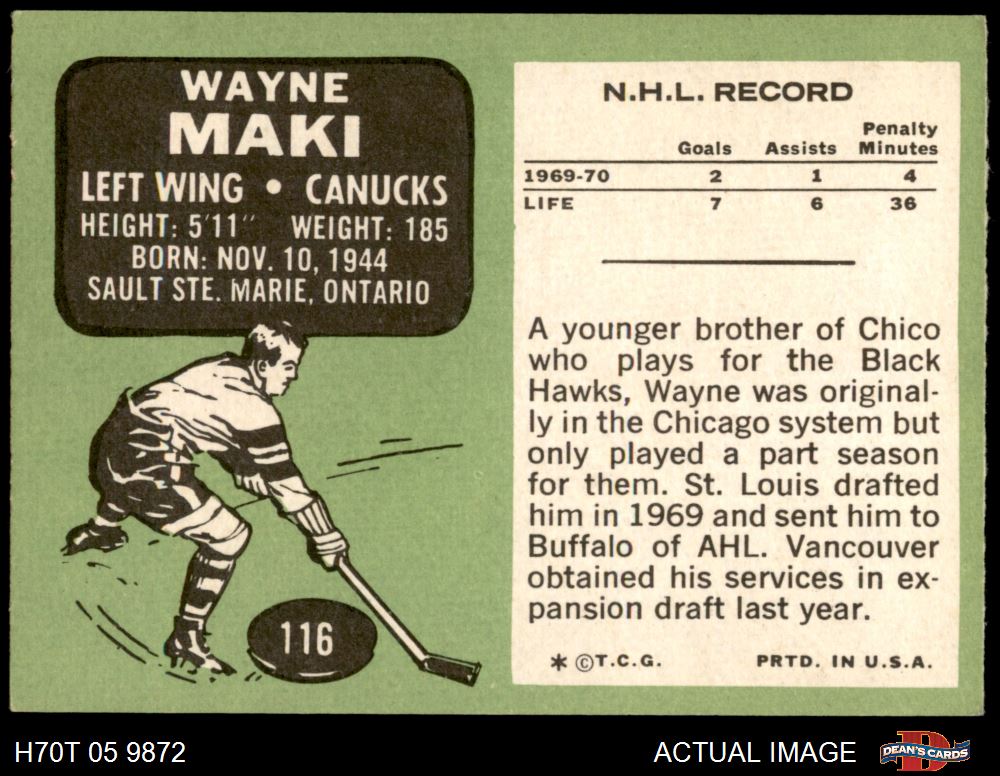 WAYNE
MAKI
LEFT WING • CANUCKS
HEIGHT: 5'11" WEIGHT: 185
BORN: NOV. 10, 1944
SAULT STE. MARIE, ONTARIO
116
N.H.L. RECORD
Goals Assists Penalty Minutes
1969-70 2 1 4
LIFE 7 6 36
A younger brother of Chico
who plays for the Black
Hawks, Wayne was original-
ly in the Chicago system but
only played a part season
for them. St. Louis drafted
him in 1969 and sent him to
Buffalo of AHL. Vancouver
obtained his services in ex-
pansion draft last year.
* ©T.C.G. PRTD. IN U.S.A.
H70T 05 9872
ACTUAL IMAGE
D
DEAN'S CARDS